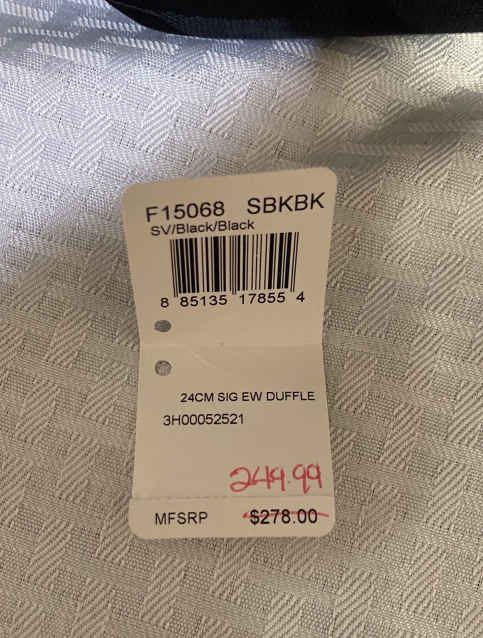 F15068 SBKBK
SV/Black/Black
8 85135 17855 4
24CM SIG EW DUFFLE
3H00052521
249.99
MFSRP $278.00